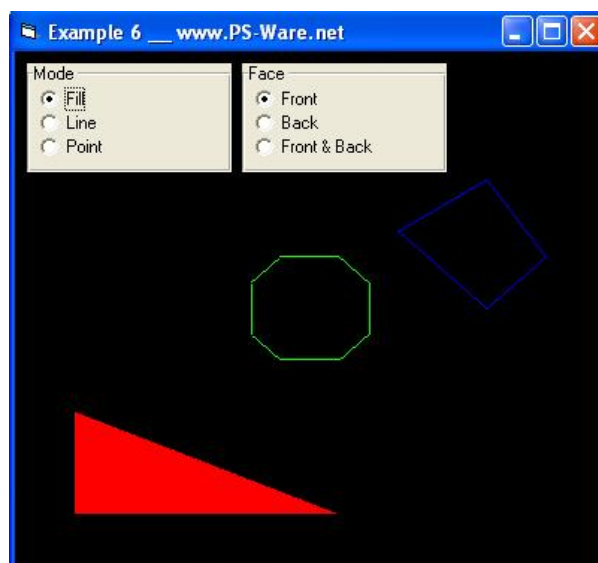 Example 6 __ www.PS-Ware.net
Mode
Fill
Line
Point
Face
Front
Back
Front & Back